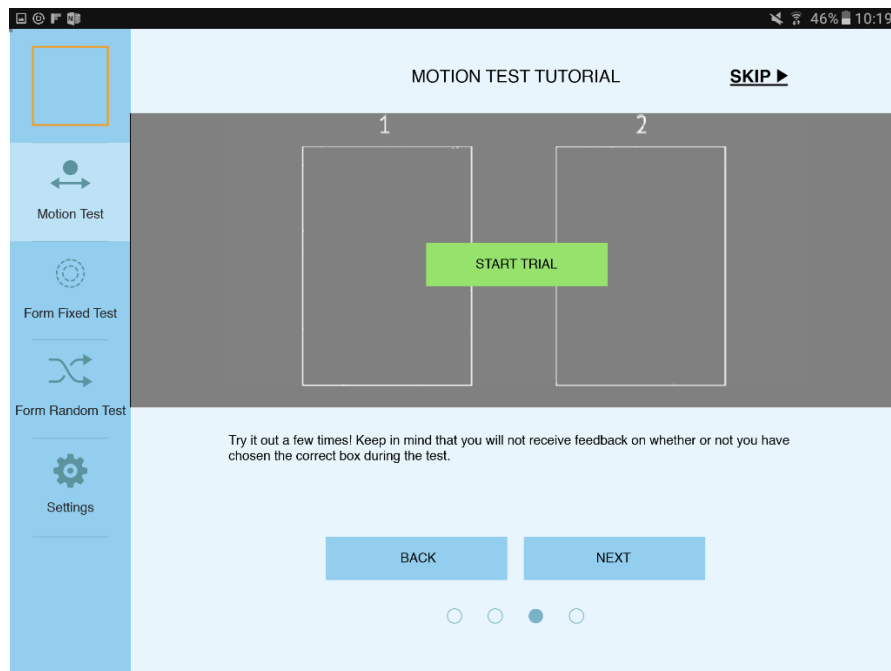 46% 10:19
MOTION TEST TUTORIAL
SKIP
1 2
START TRIAL
Motion Test
Form Fixed Test
Form Random Test
Settings
Try it out a few times! Keep in mind that you will not receive feedback on whether or not you have
chosen the correct box during the test.
BACK
NEXT